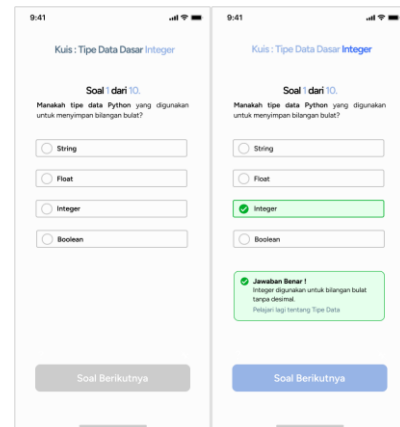 9:41
Kuis : Tipe Data Dasar Integer
Soal 1 dari 10.
Manakah tipe data Python yang digunakan
untuk menyimpan bilangan bulat?
String
Float
Integer
Boolean
Soal Berikutnya
9:41
Kuis : Tipe Data Dasar Integer
Soal 1 dari 10.
Manakah tipe data Python yang digunakan
untuk menyimpan bilangan bulat?
String
Float
Integer
Boolean
Jawaban Benar !
Integer digunakan untuk bilangan bulat
tanpa desimal.
Pelajari lagi tentang Tipe Data
Soal Berikutnya